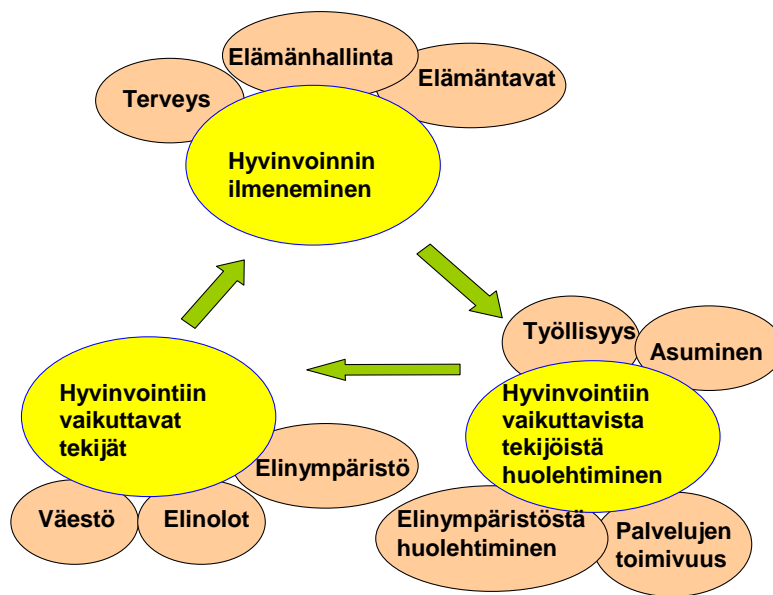 Elämänhallinta
Elämäntavat
Terveys
Hyvinvoinnin
ilmeneminen
Työllisyys
Asuminen
Hyvinvointiin
vaikuttavat
tekijät
Hyvinvointiin
vaikuttavista
tekijöistä
huolehtiminen
Elinympäristö
Väestö
Elinolot
Elinympäristöstä
huolehtiminen
Palvelujen
toimivuus